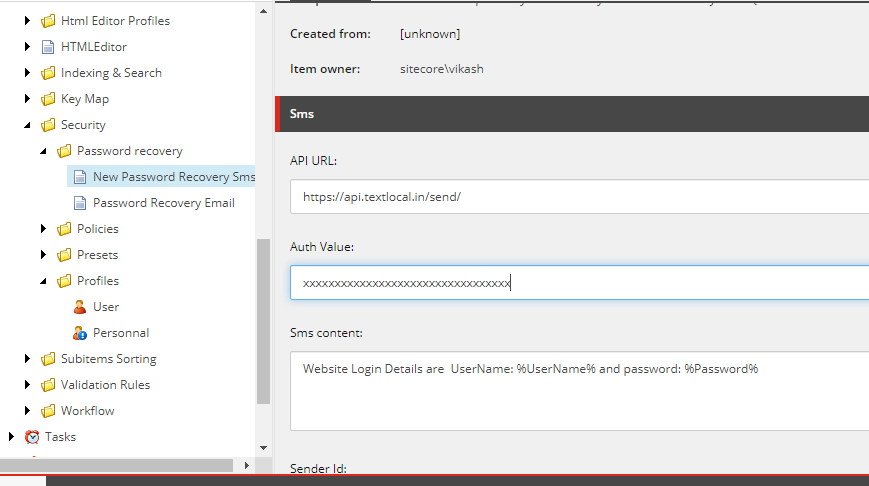 Html Editor Profiles
HTMLEditor
Indexing & Search
Key Map
Security
Password recovery
New Password Recovery Sms
Password Recovery Email
Policies
Presets
Profiles
User
Personnal
Subitems Sorting
Validation Rules
Workflow
Tasks
Created from: [unknown]
Item owner: sitecore\vikash
Sms
API URL:
https://api.textlocal.in/send/
Auth Value:
xxxxxxxxxxxxxxxxxxxxxxxxxxxxxxxxx
Sms content:
Website Login Details are  UserName: %UserName% and password: %Password%
Sender Id: